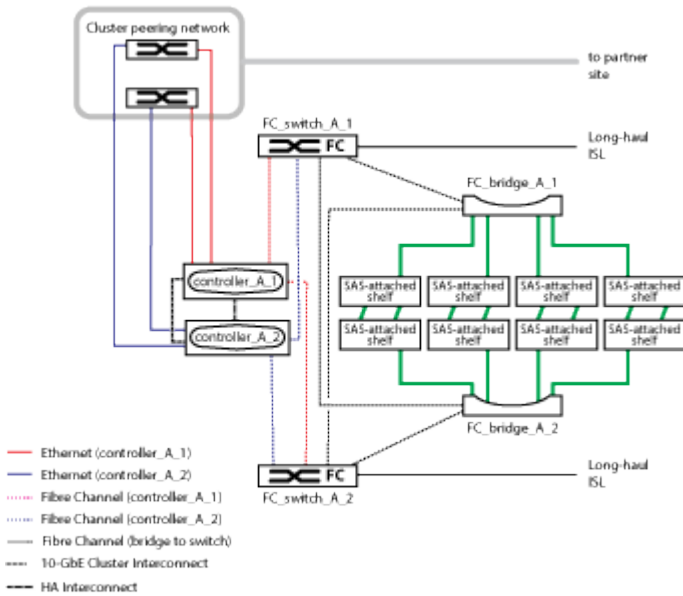 Cluster peering network
to partner
site
FC_switch_A_1
FC
Long-haul
ISL
FC_bridge_A_1
controller_A_1
SAS-attached
shelf
SAS-attached
shelf
SAS-attached
shelf
SAS-attached
shelf
controller_A_2
SAS-attached
shelf
SAS-attached
shelf
SAS-attached
shelf
SAS-attached
shelf
FC_bridge_A_2
FC
FC_switch_A_2
Long-haul
ISL
Ethernet (controller_A_1)
Ethernet (controller_A_2)
Fibre Channel (controller_A_1)
Fibre Channel (controller_A_2)
Fibre Channel (bridge to switch)
10-GbE Cluster Interconnect
HA Interconnect